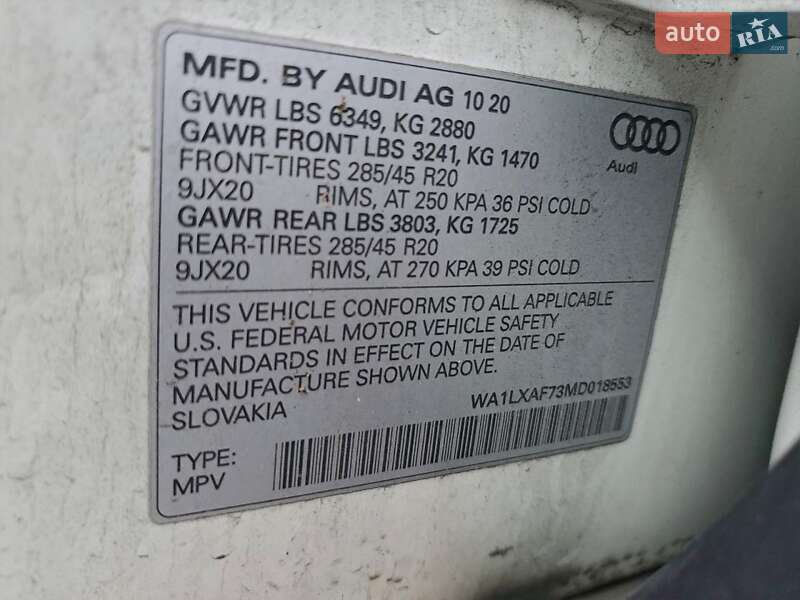 auto RIA .com
MFD. BY AUDI AG 10 20
GVWR LBS 6349, KG 2880
GAWR FRONT LBS 3241, KG 1470
FRONT-TIRES 285/45 R20
9JX20 RIMS, AT 250 KPA 36 PSI COLD
GAWR REAR LBS 3803, KG 1725
REAR-TIRES 285/45 R20
9JX20 RIMS, AT 270 KPA 39 PSI COLD
Audi
THIS VEHICLE CONFORMS TO ALL APPLICABLE
U.S. FEDERAL MOTOR VEHICLE SAFETY
STANDARDS IN EFFECT ON THE DATE OF
MANUFACTURE SHOWN ABOVE.
SLOVAKIA WA1LXAF73MD018553
TYPE:
MPV